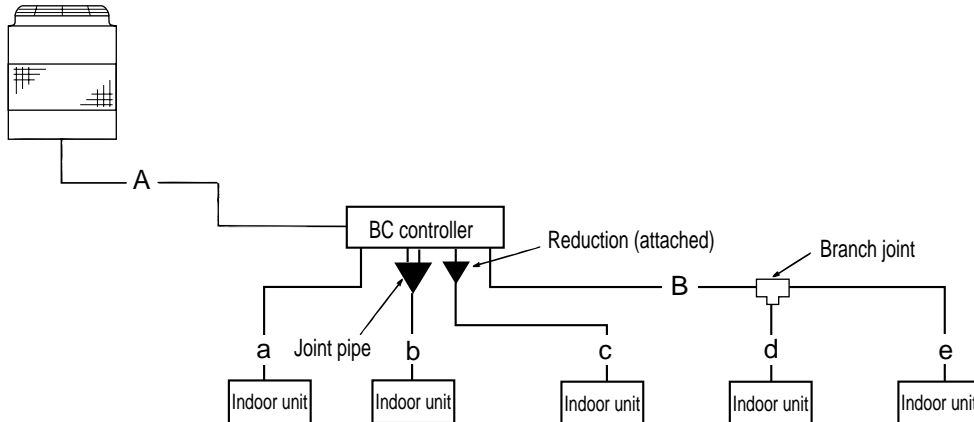 A
BC controller
Reduction (attached)
Branch joint
B
a
Joint pipe
b
c
d
e
Indoor unit
Indoor unit
Indoor unit
Indoor unit
Indoor unit